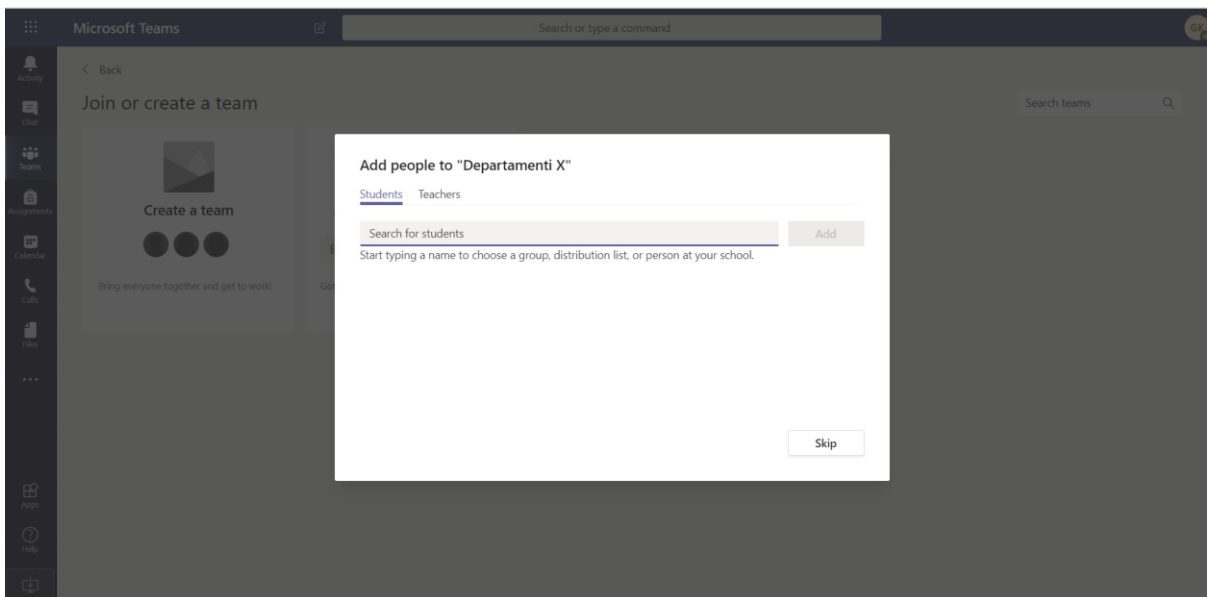 Microsoft Teams
Search or type a command
GK
Activity
Chat
Teams
Assignments
Calendar
Calls
Files
Apps
Help
Back
Join or create a team
Search teams
Create a team
Bring everyone together and get to work!
Add people to "Departamenti X"
Students Teachers
Search for students
Add
Start typing a name to choose a group, distribution list, or person at your school.
Skip